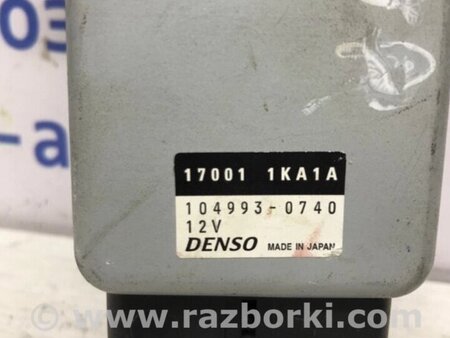 17001 1KA1A
104993-0740
12V
DENSO MADE IN JAPAN
www.razborki.com